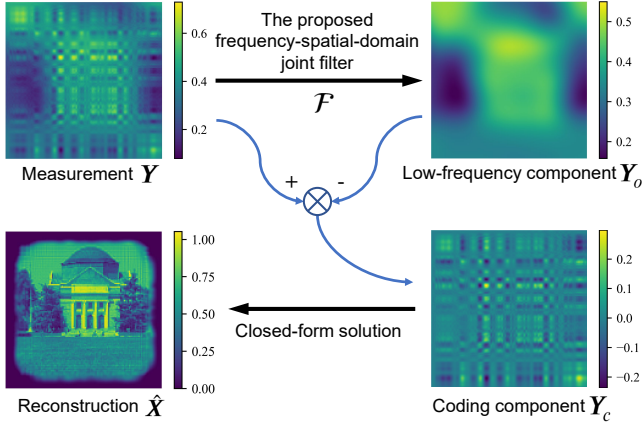 The proposed
frequency-spatial-domain
joint filter
ℱ
0.6
0.4
0.2
Measurement Y
0.5
0.4
0.3
0.2
Low-frequency component Y_o
+
-
1.00
0.75
0.50
0.25
0.00
Reconstruction X̂
Closed-form solution
0.2
0.1
0.0
-0.1
-0.2
Coding component Y_c